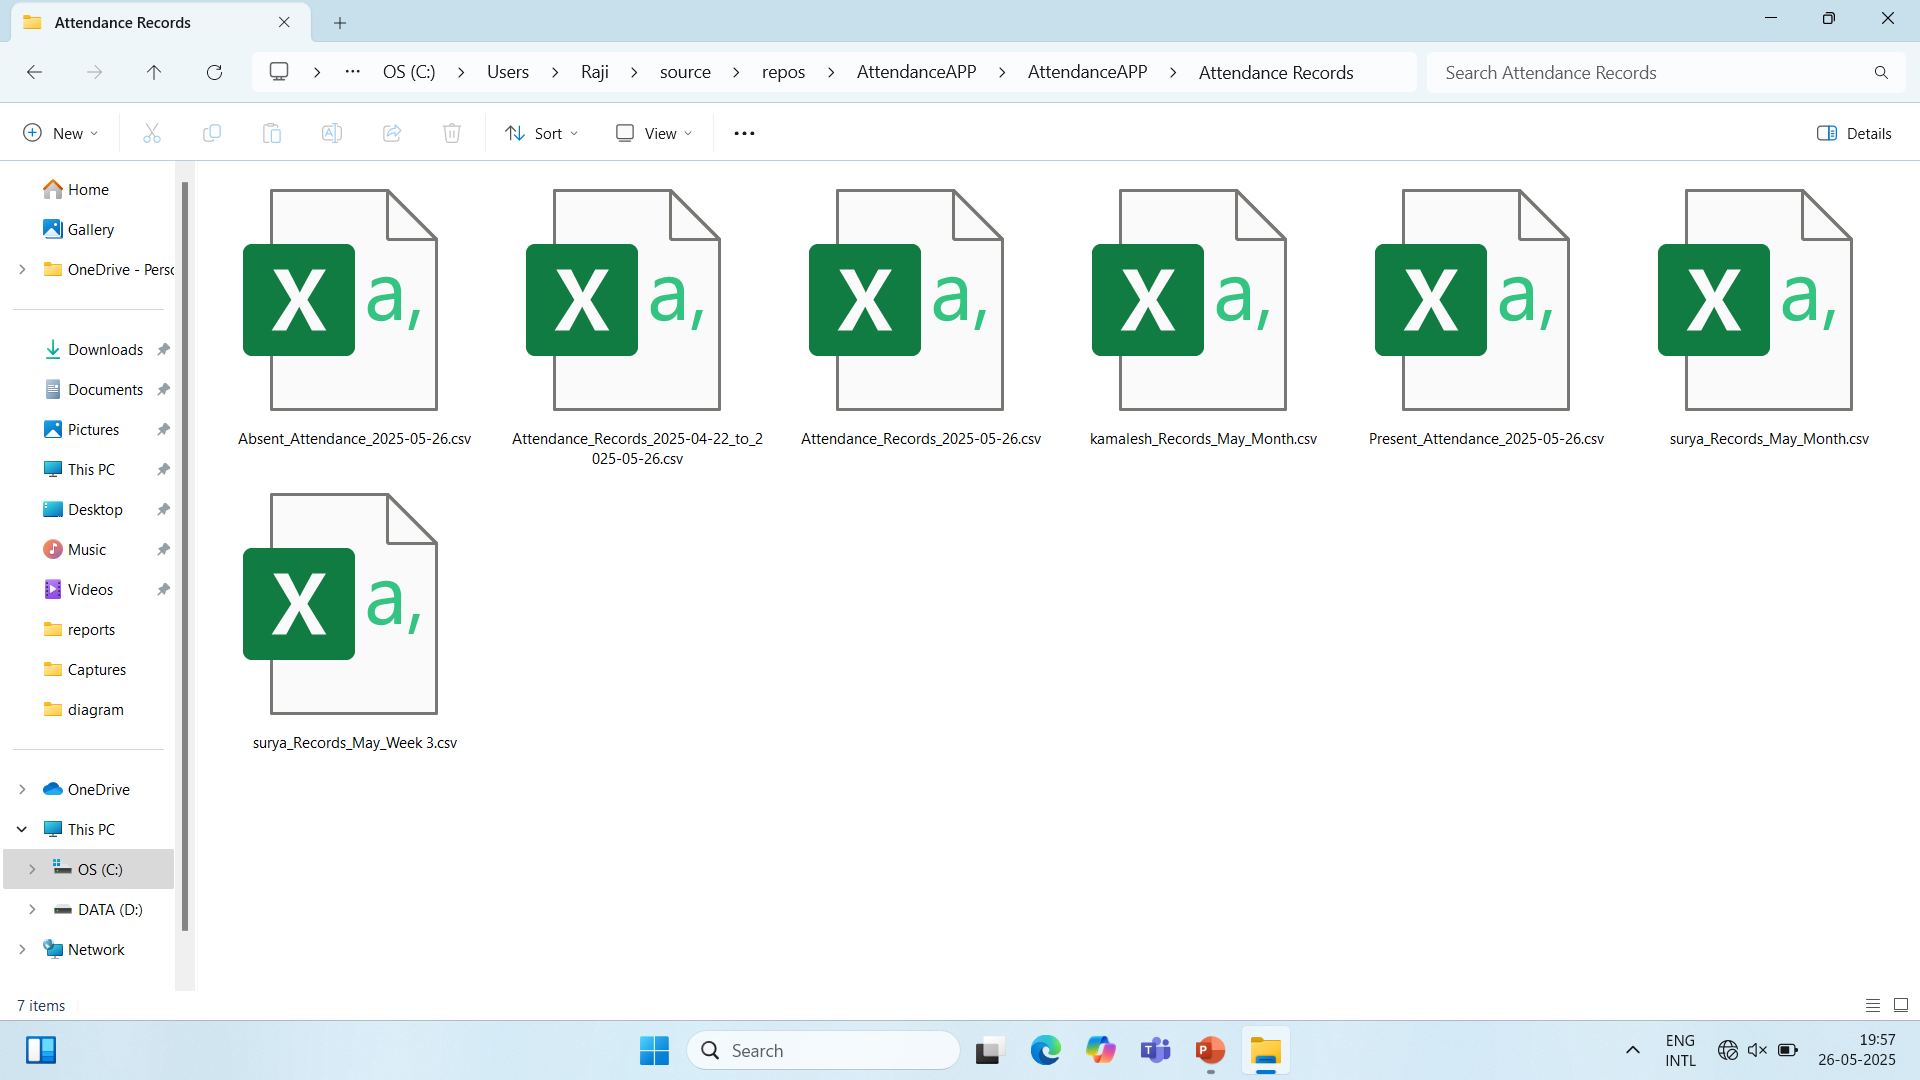 Attendance Records
OS (C:) Users Raji source repos AttendanceAPP AttendanceAPP Attendance Records
Search Attendance Records
New Sort View Details
Home
Gallery
OneDrive - Perso
Downloads
Documents
Pictures
This PC
Desktop
Music
Videos
reports
Captures
diagram
OneDrive
This PC
OS (C:)
DATA (D:)
Network
X a, X a, X a, X a, X a, X a,
Absent_Attendance_2025-05-26.csv
Attendance_Records_2025-04-22_to_2
025-05-26.csv
Attendance_Records_2025-05-26.csv
kamalesh_Records_May_Month.csv
Present_Attendance_2025-05-26.csv
surya_Records_May_Month.csv
X a,
surya_Records_May_Week 3.csv
7 items
Search
ENG
INTL
19:57
26-05-2025